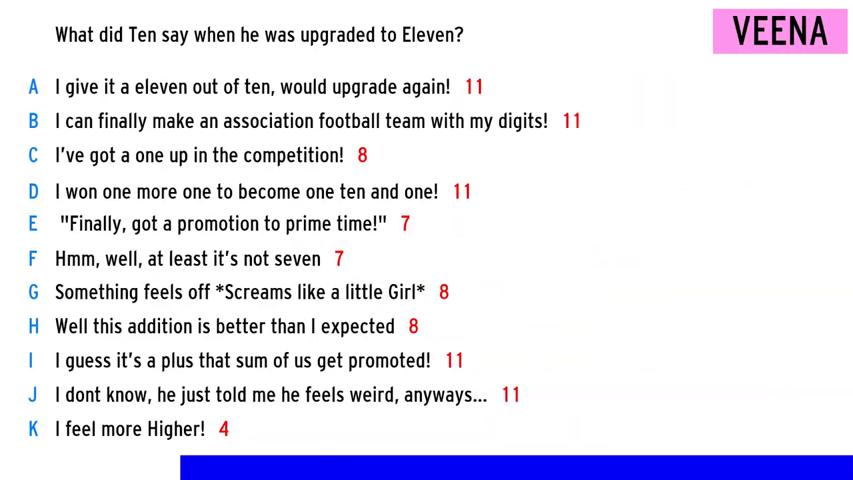 What did Ten say when he was upgraded to Eleven?
VEENA
A I give it a eleven out of ten, would upgrade again! 11
B I can finally make an association football team with my digits! 11
C I've got a one up in the competition! 8
D I won one more one to become one ten and one! 11
E "Finally, got a promotion to prime time!" 7
F Hmm, well, at least it's not seven 7
G Something feels off *Screams like a little Girl* 8
H Well this addition is better than I expected 8
I I guess it's a plus that sum of us get promoted! 11
J I dont know, he just told me he feels weird, anyways... 11
K I feel more Higher! 4